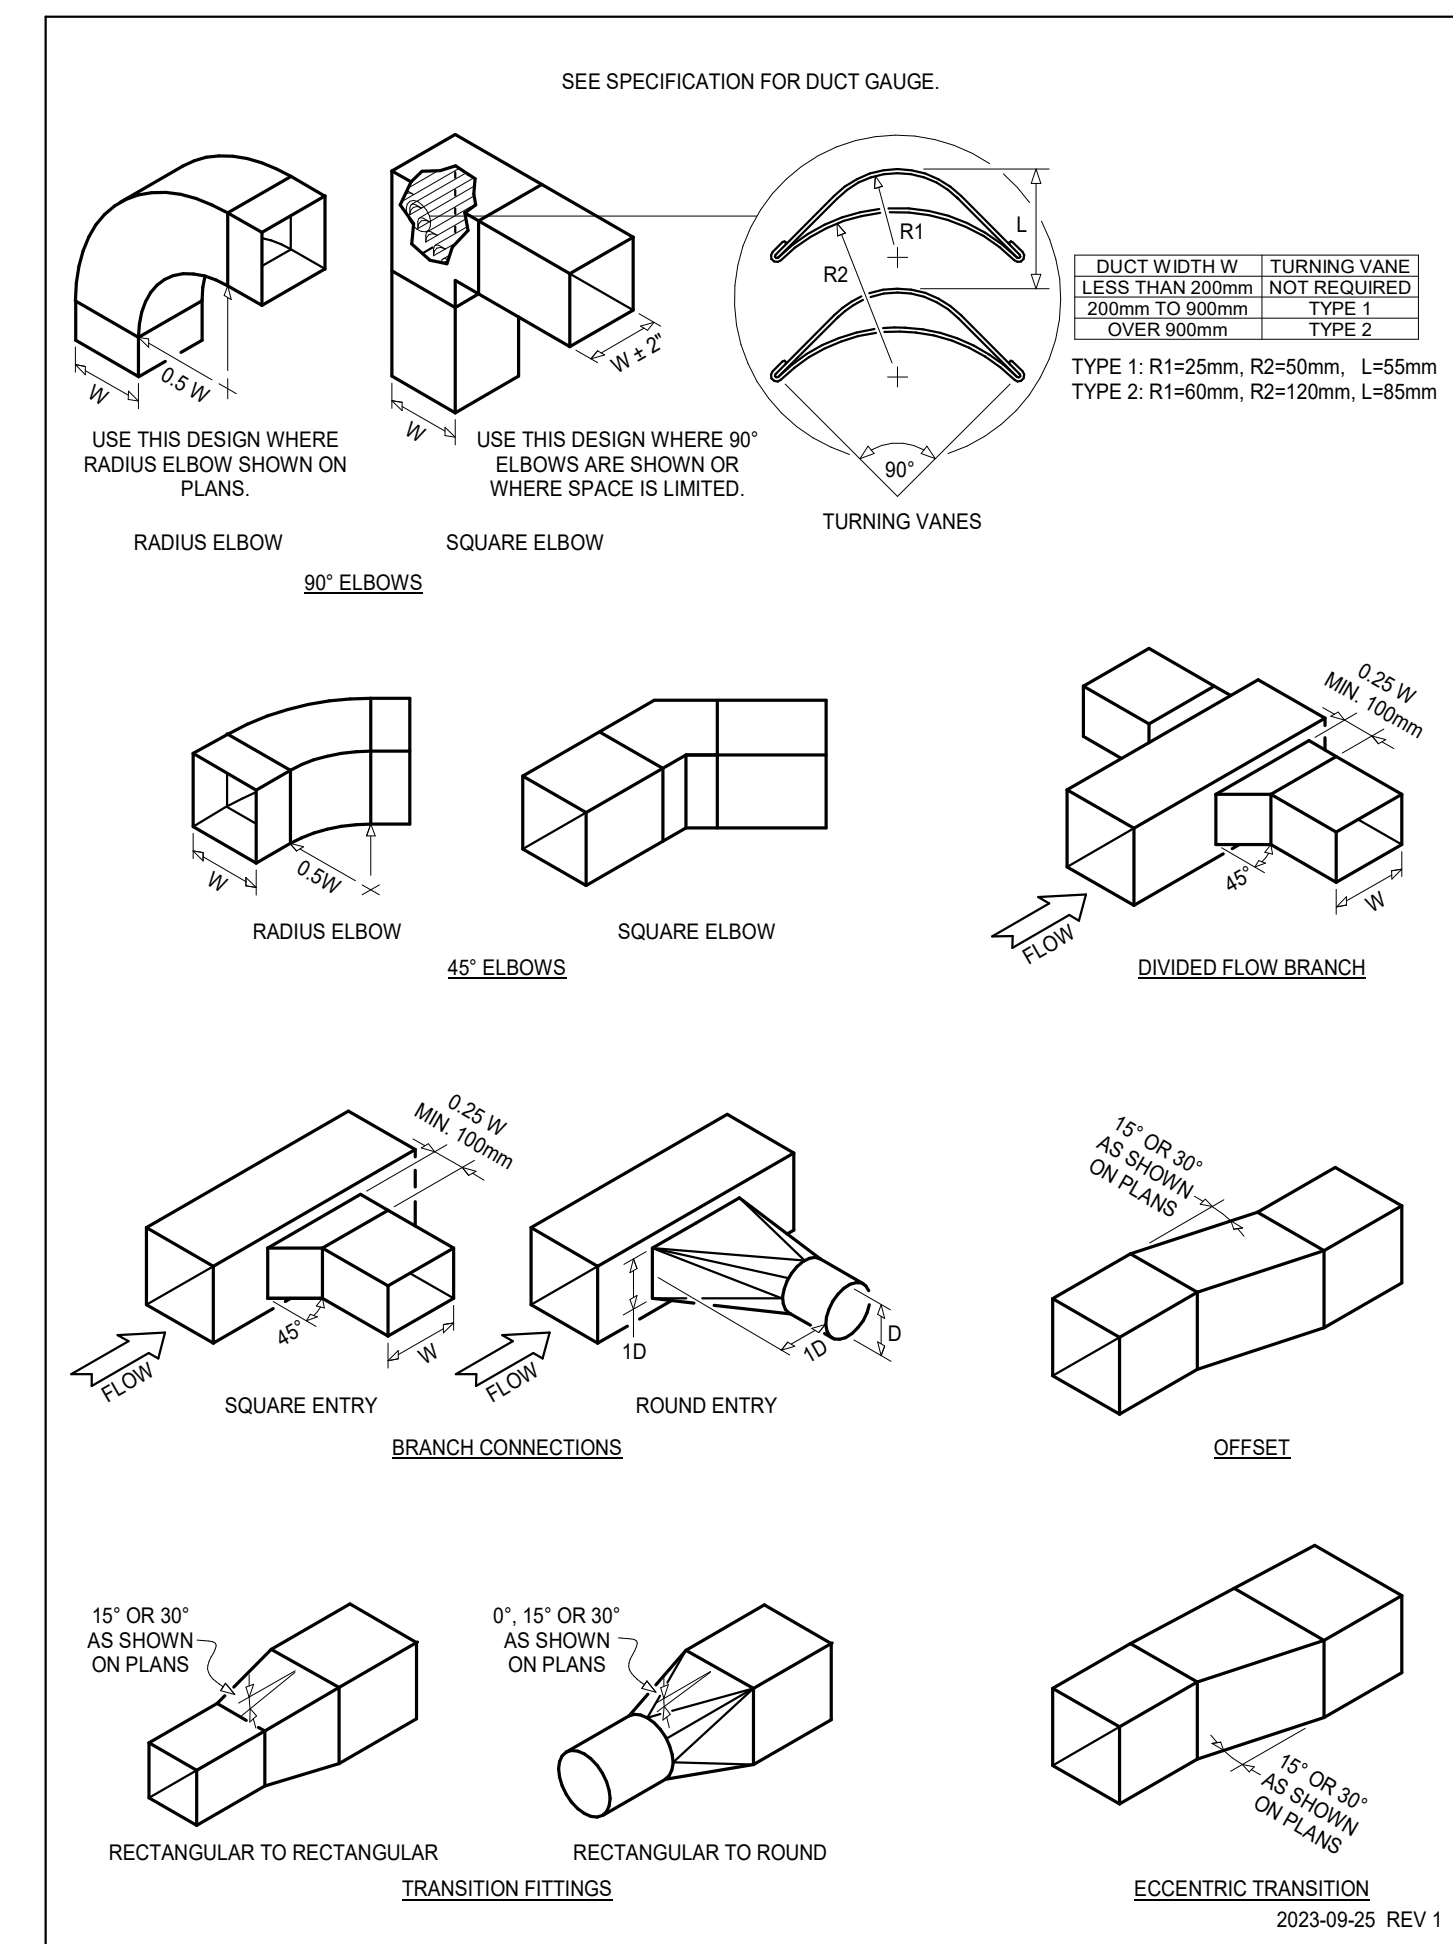 SEE SPECIFICATION FOR DUCT GAUGE.
R1
R2
L
90°
TURNING VANES
DUCT WIDTH W TURNING VANE
LESS THAN 200mm NOT REQUIRED
200mm TO 900mm TYPE 1
OVER 900mm TYPE 2
TYPE 1: R1=25mm, R2=50mm, L=55mm
TYPE 2: R1=60mm, R2=120mm, L=85mm
W
0.5 W
USE THIS DESIGN WHERE
RADIUS ELBOW SHOWN ON
PLANS.
RADIUS ELBOW
W
W ± 2"
USE THIS DESIGN WHERE 90°
ELBOWS ARE SHOWN OR
WHERE SPACE IS LIMITED.
SQUARE ELBOW
90° ELBOWS
W
0.5W
RADIUS ELBOW
SQUARE ELBOW
45° ELBOWS
0.25 W
MIN. 100mm
45°
W
FLOW
DIVIDED FLOW BRANCH
0.25 W
MIN. 100mm
45°
W
FLOW
SQUARE ENTRY
1D
1D
D
FLOW
ROUND ENTRY
BRANCH CONNECTIONS
15° OR 30°
AS SHOWN
ON PLANS
OFFSET
15° OR 30°
AS SHOWN
ON PLANS
RECTANGULAR TO RECTANGULAR
0°, 15° OR 30°
AS SHOWN
ON PLANS
RECTANGULAR TO ROUND
TRANSITION FITTINGS
15° OR 30°
AS SHOWN
ON PLANS
ECCENTRIC TRANSITION
2023-09-25 REV 1